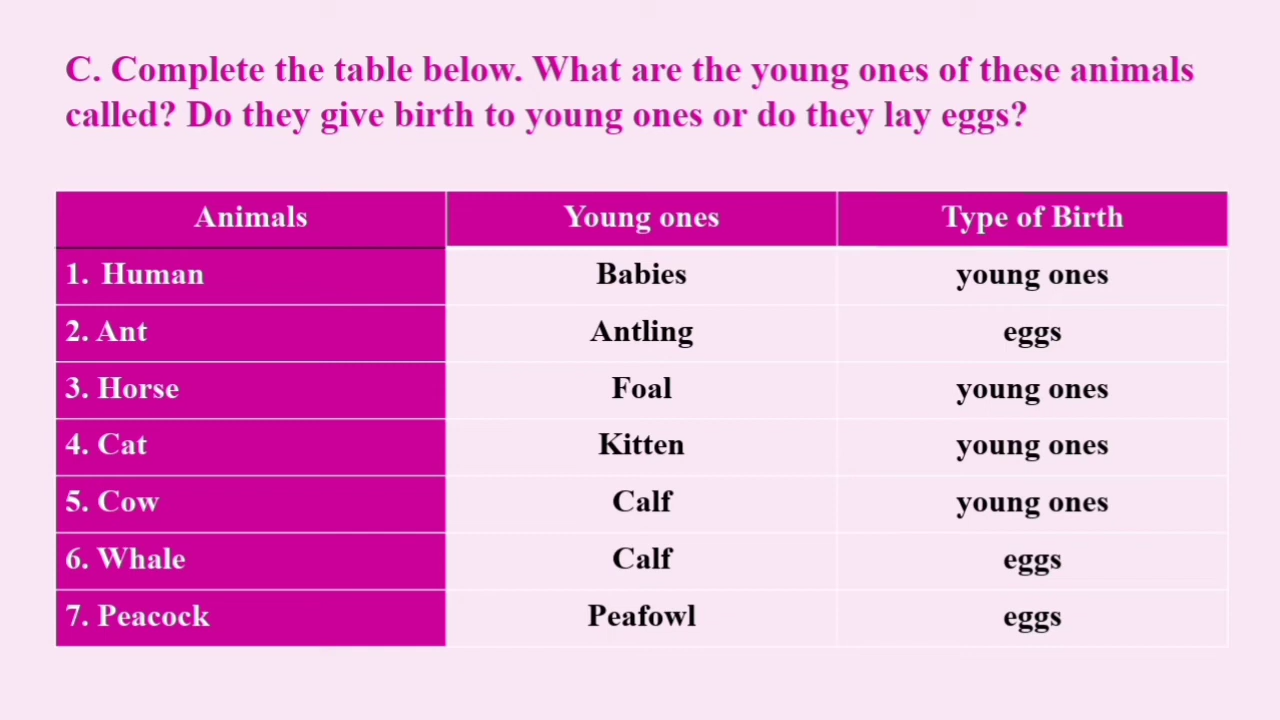 C. Complete the table below. What are the young ones of these animals
called? Do they give birth to young ones or do they lay eggs?
Animals Young ones Type of Birth
1. Human Babies young ones
2. Ant Antling eggs
3. Horse Foal young ones
4. Cat Kitten young ones
5. Cow Calf young ones
6. Whale Calf eggs
7. Peacock Peafowl eggs